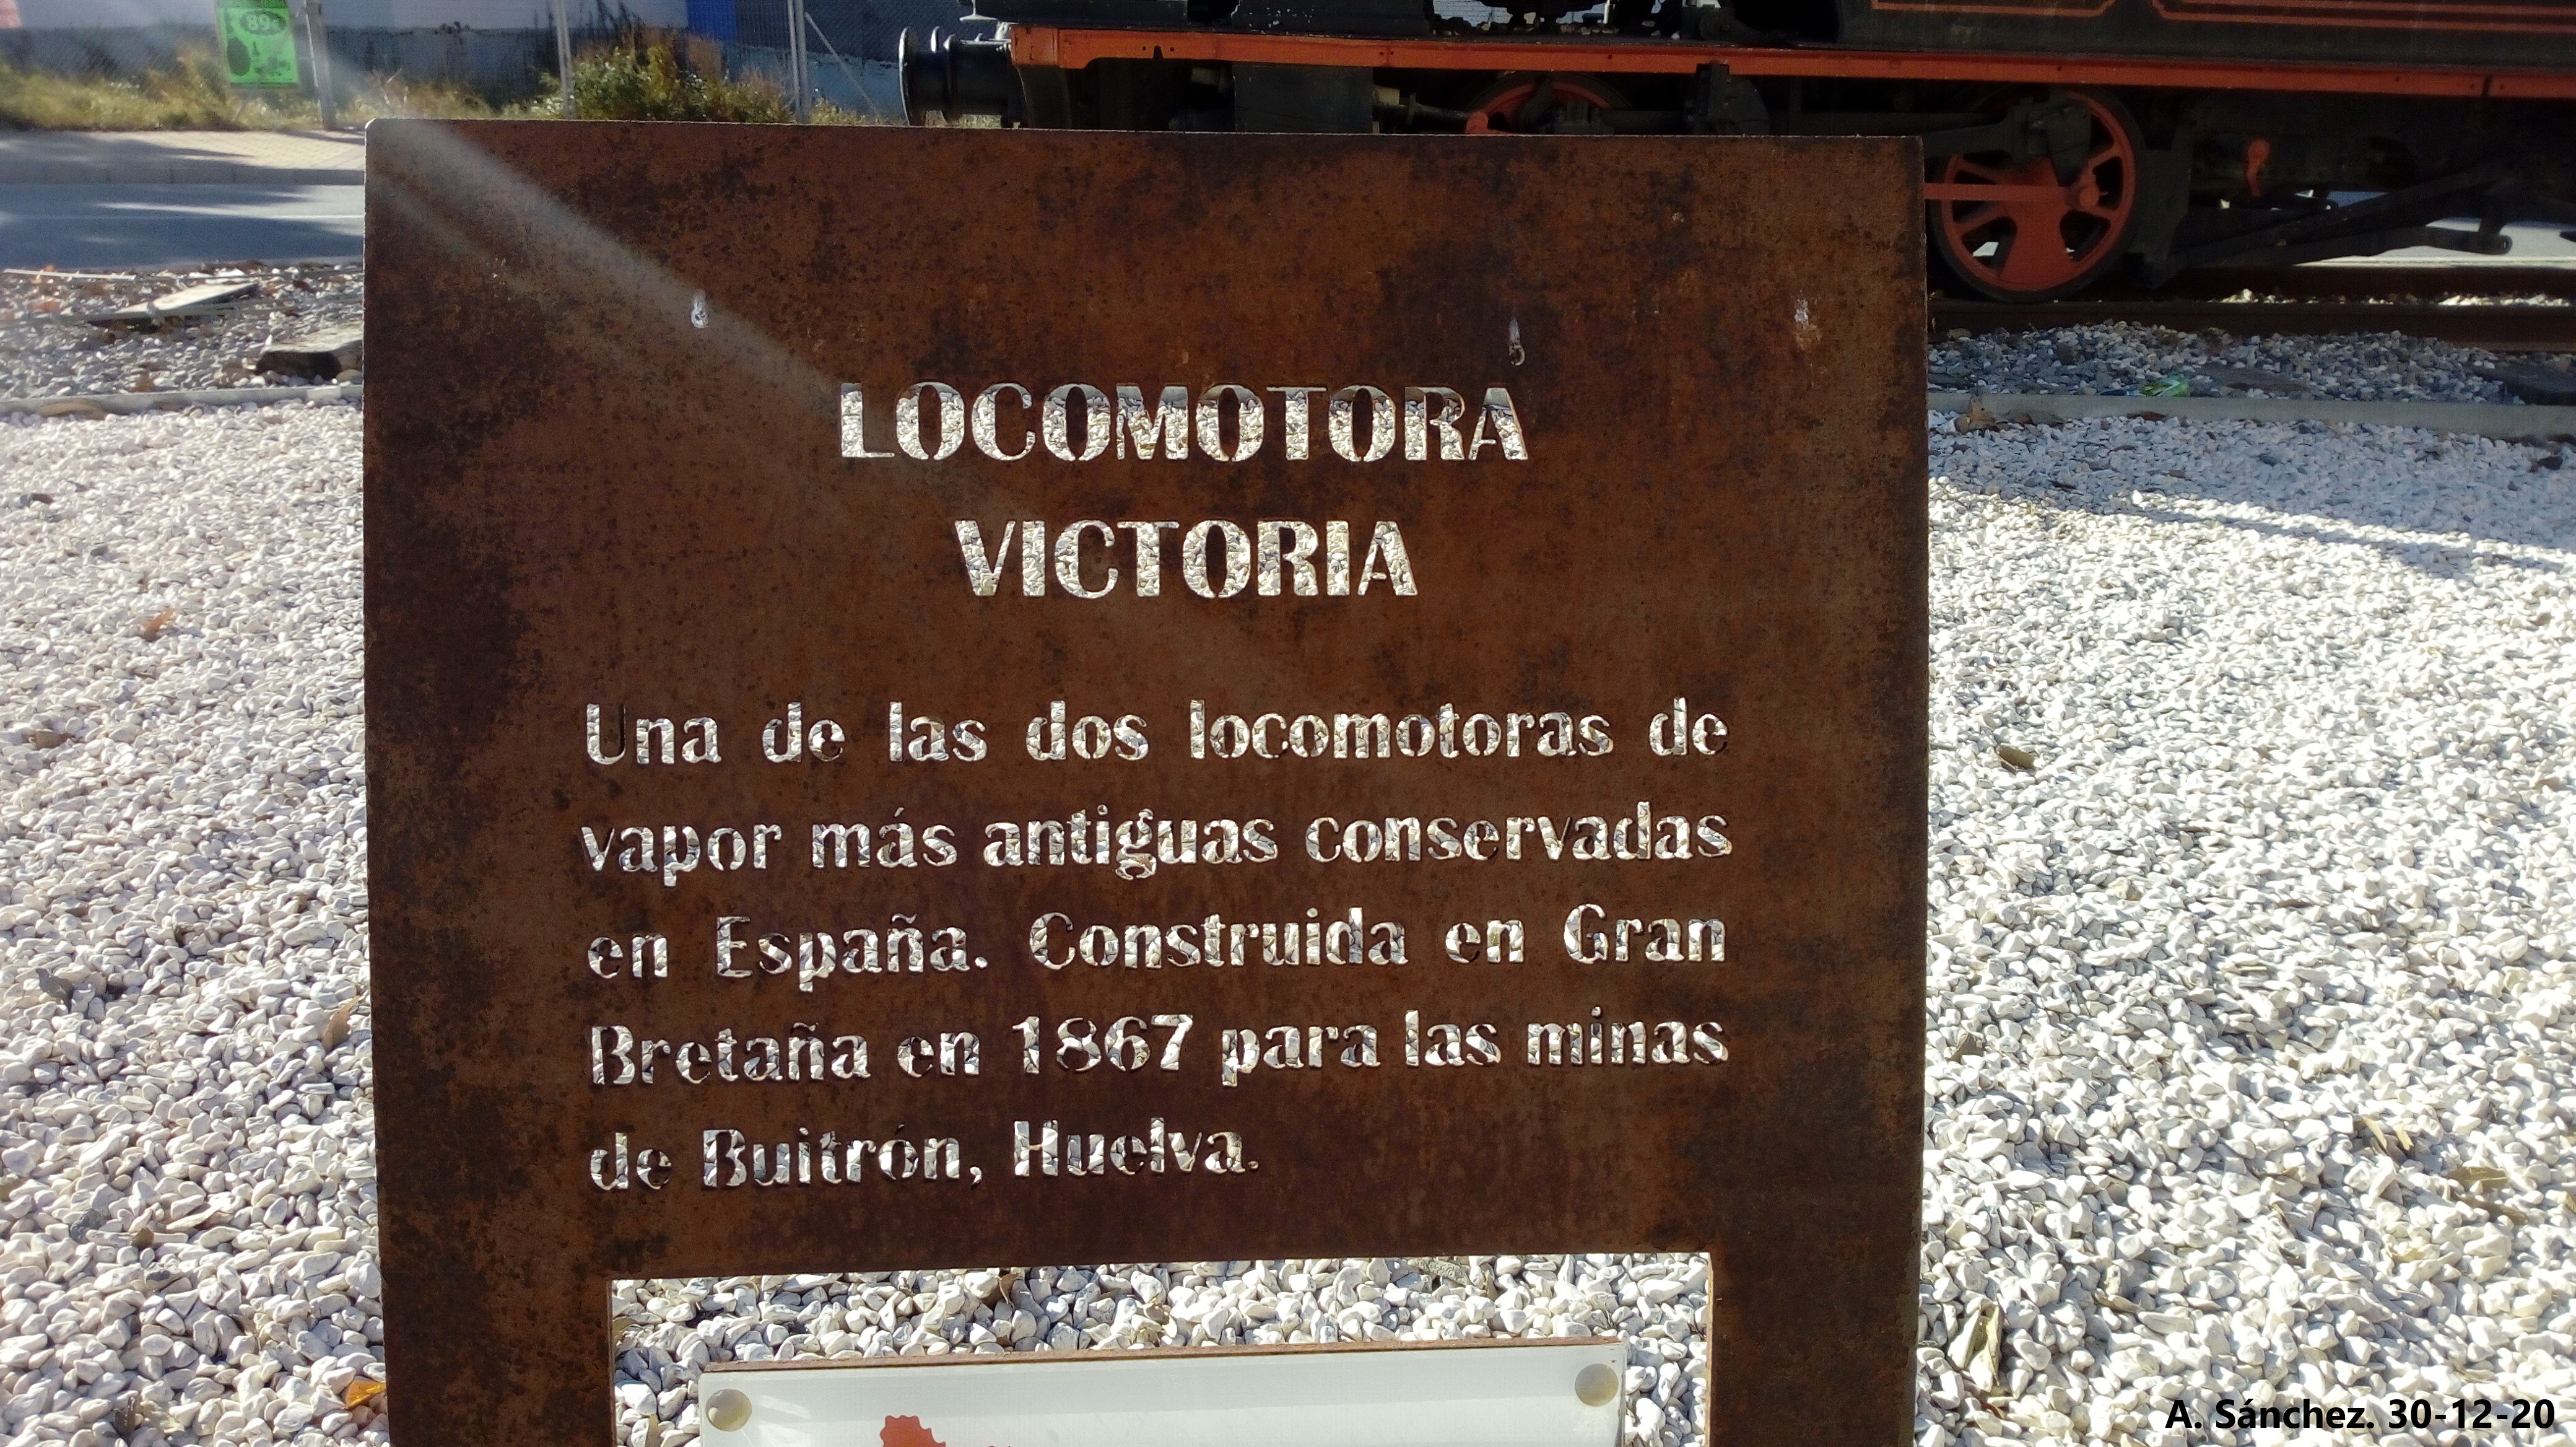 89€
LOCOMOTORA
VICTORIA
Una de las dos locomotoras de
vapor más antiguas conservadas
en España. Construida en Gran
Bretaña en 1867 para las minas
de Buitrón, Huelva.
A. Sánchez. 30-12-20